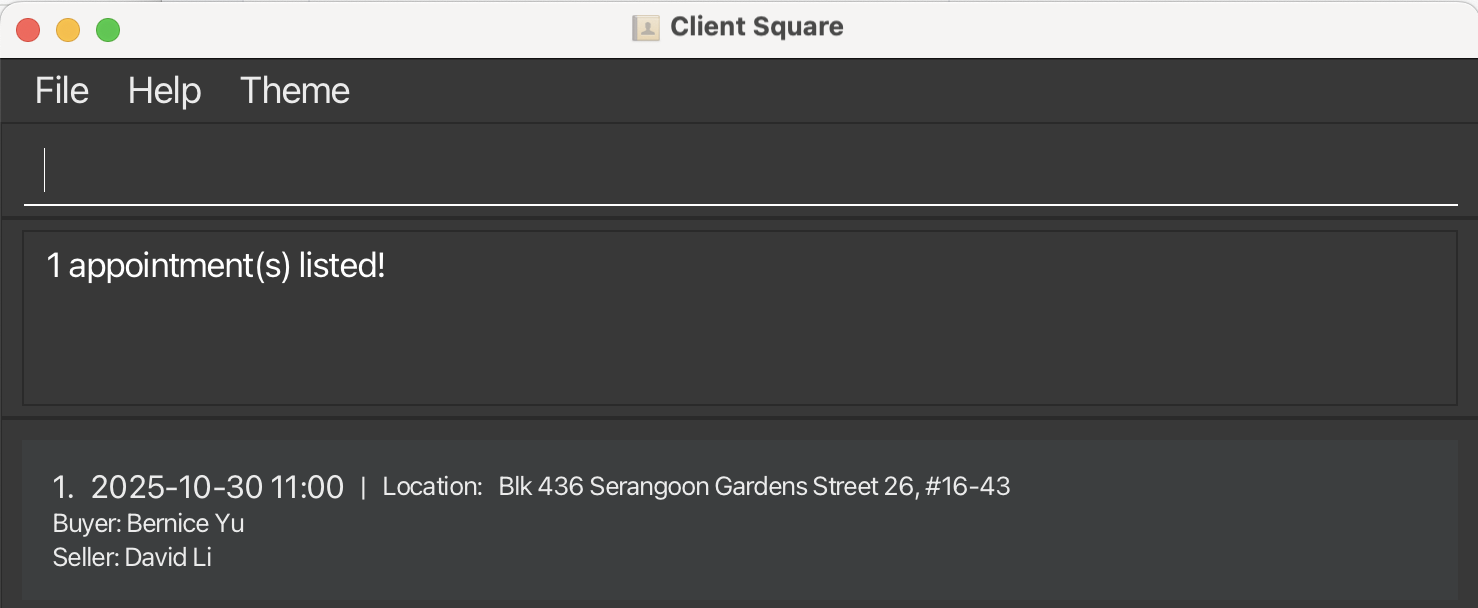 Client Square
File Help Theme
1 appointment(s) listed!
1. 2025-10-30 11:00 | Location: Blk 436 Serangoon Gardens Street 26, #16-43
Buyer: Bernice Yu
Seller: David Li